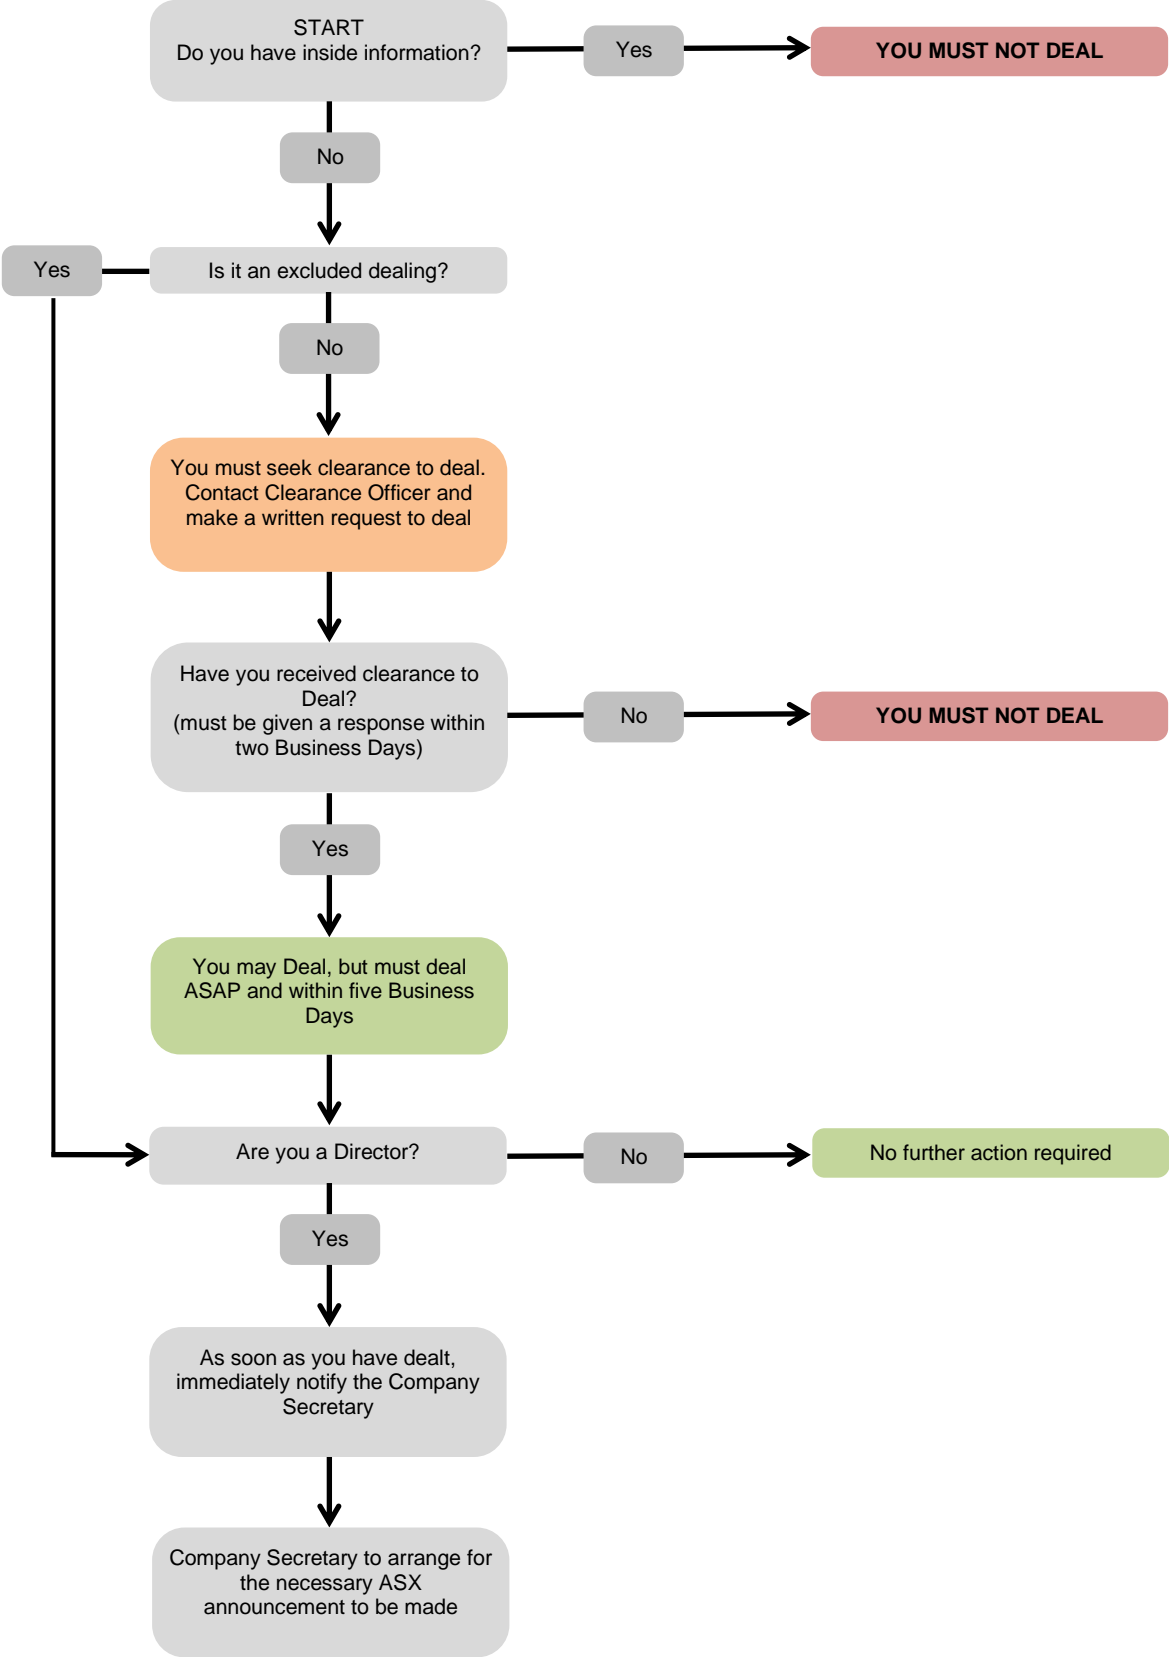 START
Do you have inside information?
Yes
YOU MUST NOT DEAL
No
Yes
Is it an excluded dealing?
No
You must seek clearance to deal.
Contact Clearance Officer and
make a written request to deal
Have you received clearance to
Deal?
(must be given a response within
two Business Days)
No
YOU MUST NOT DEAL
Yes
You may Deal, but must deal
ASAP and within five Business
Days
Are you a Director?
No
No further action required
Yes
As soon as you have dealt,
immediately notify the Company
Secretary
Company Secretary to arrange for
the necessary ASX
announcement to be made